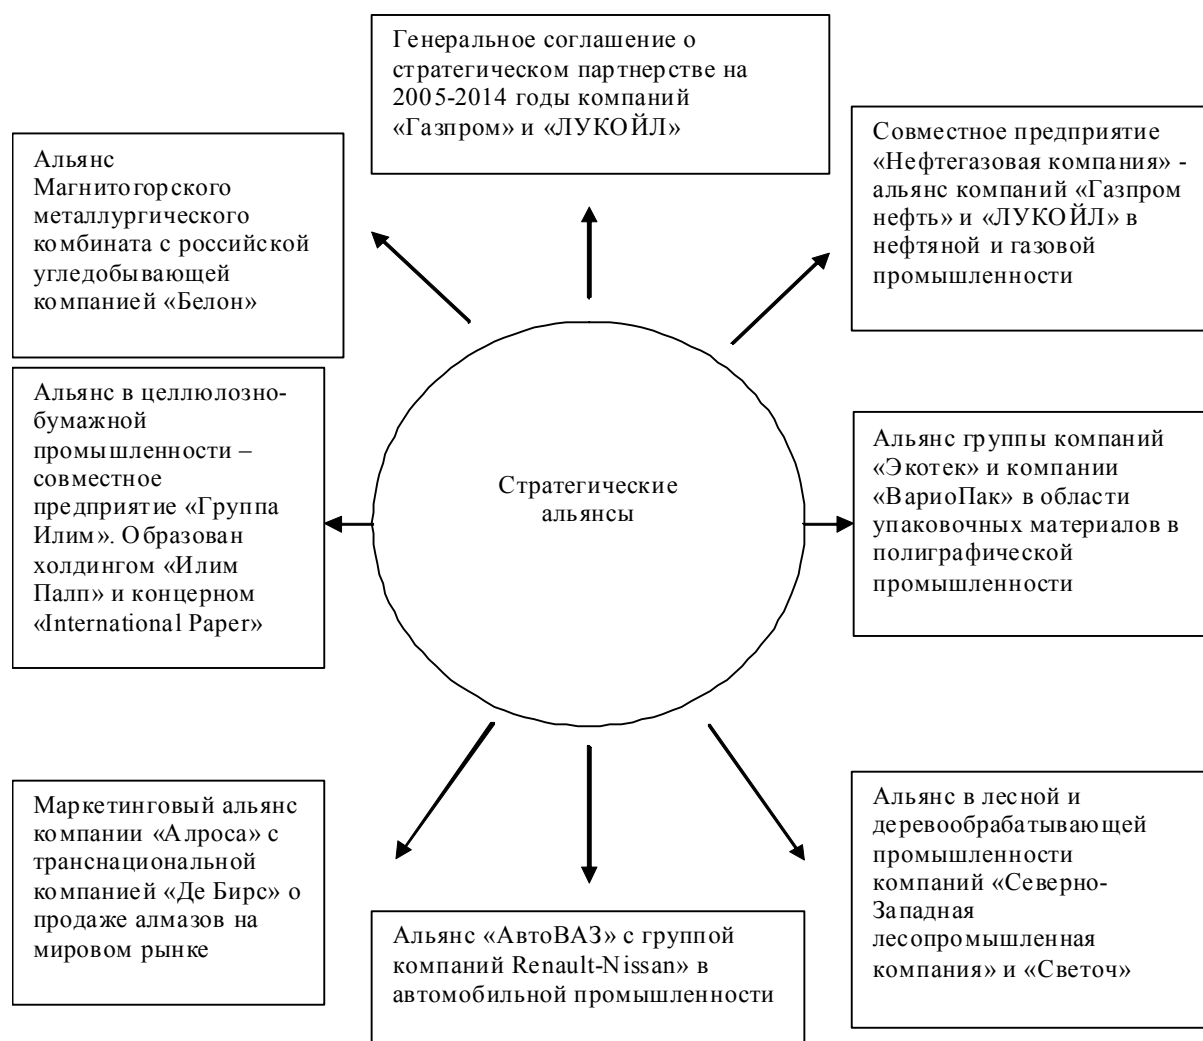 Генеральное соглашение о
стратегическом партнерстве на
2005-2014 годы компаний
«Газпром» и «ЛУКОЙЛ»
Альянс
Магнитогорского
металлургического
комбината с российской
угледобывающей
компанией «Белон»
Совместное предприятие
«Нефтегазовая компания» -
альянс компаний «Газпром
нефть» и «ЛУКОЙЛ» в
нефтяной и газовой
промышленности
Альянс в целлюлозно-
бумажной
промышленности –
совместное
предприятие «Группа
Илим». Образован
холдингом «Илим
Палп» и концерном
«International Paper»
Стратегические
альянсы
Альянс группы компаний
«Экотек» и компании
«ВариоПак» в области
упаковочных материалов в
полиграфической
промышленности
Маркетинговый альянс
компании «Алроса» с
транснациональной
компанией «Де Бирс» о
продаже алмазов на
мировом рынке
Альянс «АвтоВАЗ» с группой
компаний Renault-Nissan» в
автомобильной промышленности
Альянс в лесной и
деревообрабатывающей
промышленности
компаний «Северно-
Западная
лесопромышленная
компания» и «Светоч»